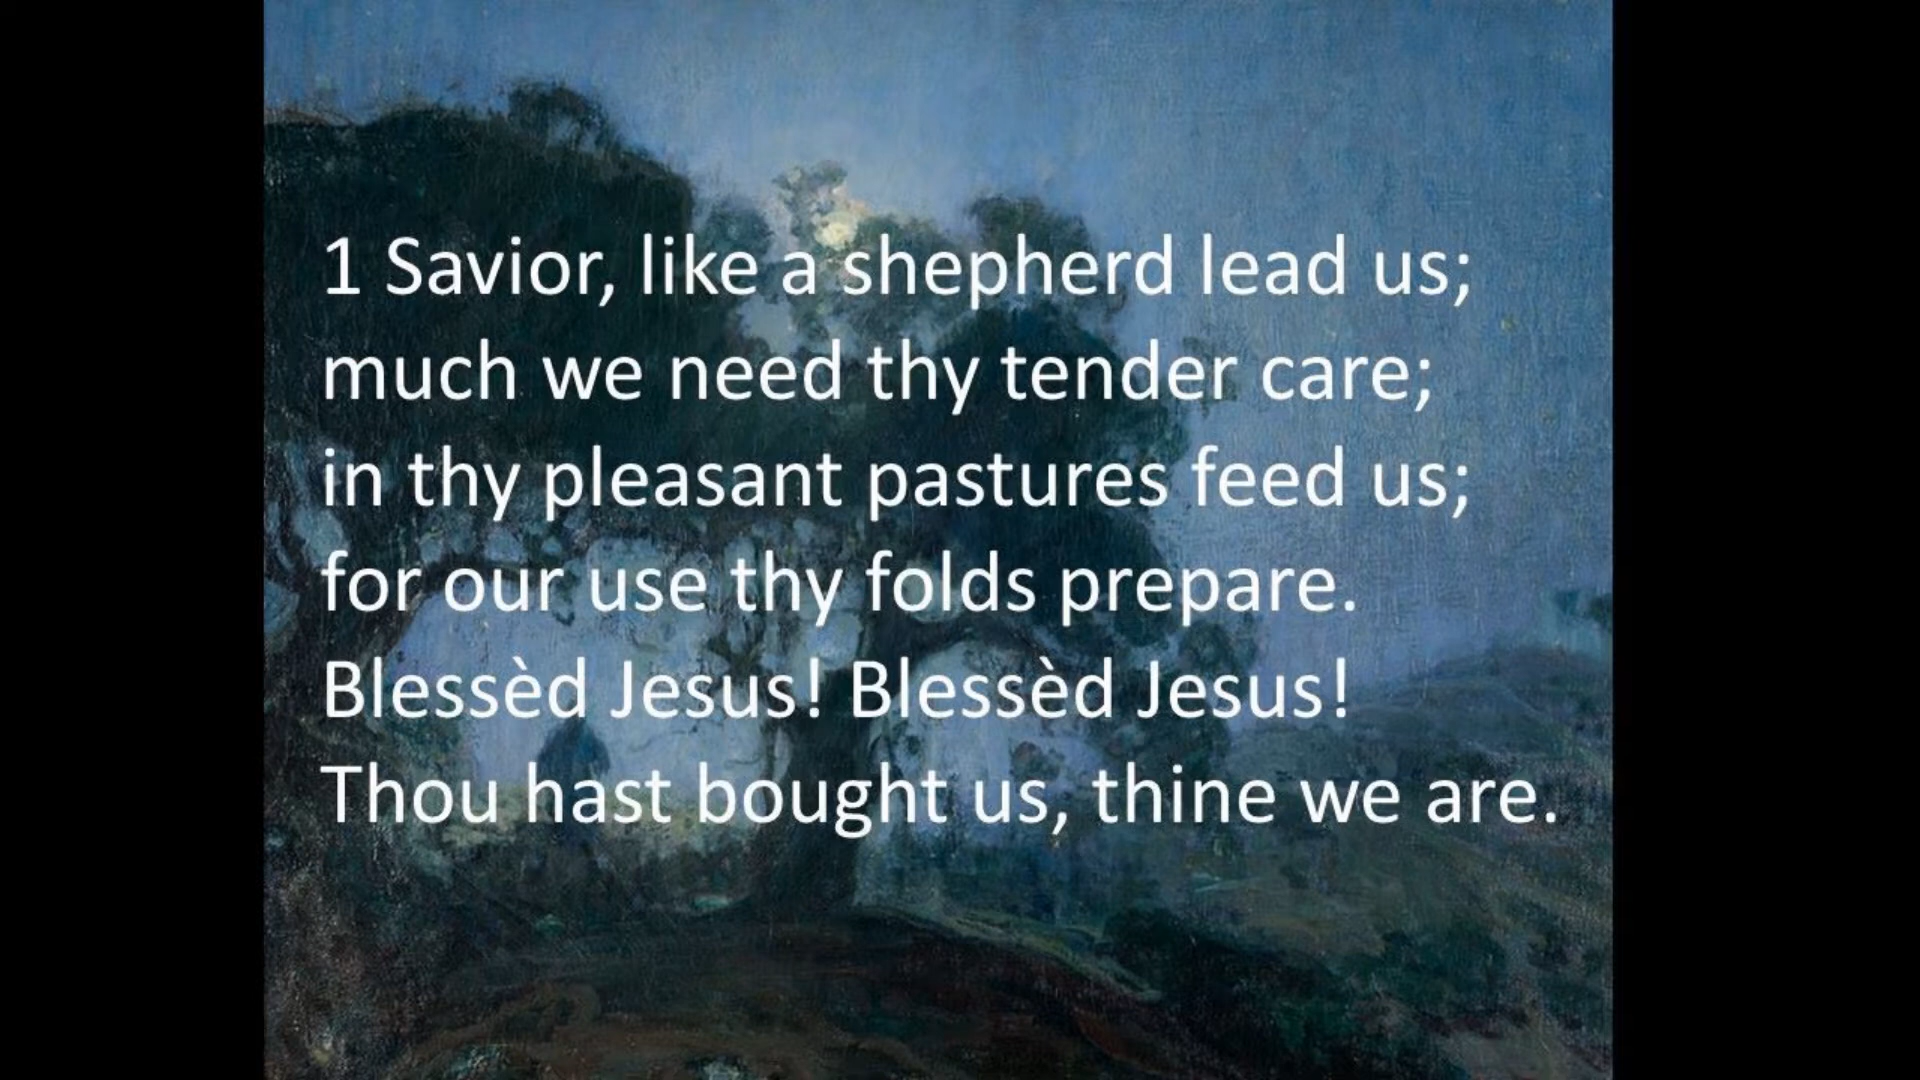 1 Savior, like a shepherd lead us;
much we need thy tender care;
in thy pleasant pastures feed us;
for our use thy folds prepare.
Blessèd Jesus! Blessèd Jesus!
Thou hast bought us, thine we are.